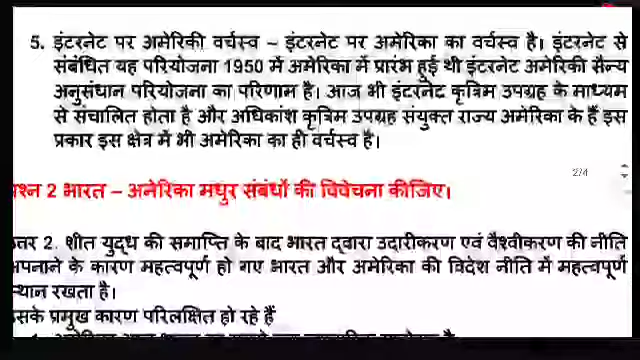 5. इंटरनेट पर अमेरिकी वर्चस्व – इंटरनेट पर अमेरिका का वर्चस्व है। इंटरनेट से
संबंधित यह परियोजना 1950 में अमेरिका में प्रारंभ हुई थी इंटरनेट अमेरिकी सैन्य
अनुसंधान परियोजना का परिणाम है। आज भी इंटरनेट कृत्रिम उपग्रह के माध्यम
से संचालित होता है और अधिकांश कृत्रिम उपग्रह संयुक्त राज्य अमेरिका के हैं इस
प्रकार इस क्षेत्र में भी अमेरिका का ही वर्चस्व है।
2/4
श्न 2 भारत – अमेरिका मधुर संबंधों की विवेचना कीजिए।
त्तर 2. शीत युद्ध की समाप्ति के बाद भारत द्वारा उदारीकरण एवं वैश्वीकरण की नीति
अपनाने के कारण महत्वपूर्ण हो गए भारत और अमेरिका की विदेश नीति में महत्वपूर्ण
स्थान रखता है।
इसके प्रमुख कारण परिलक्षित हो रहे हैं